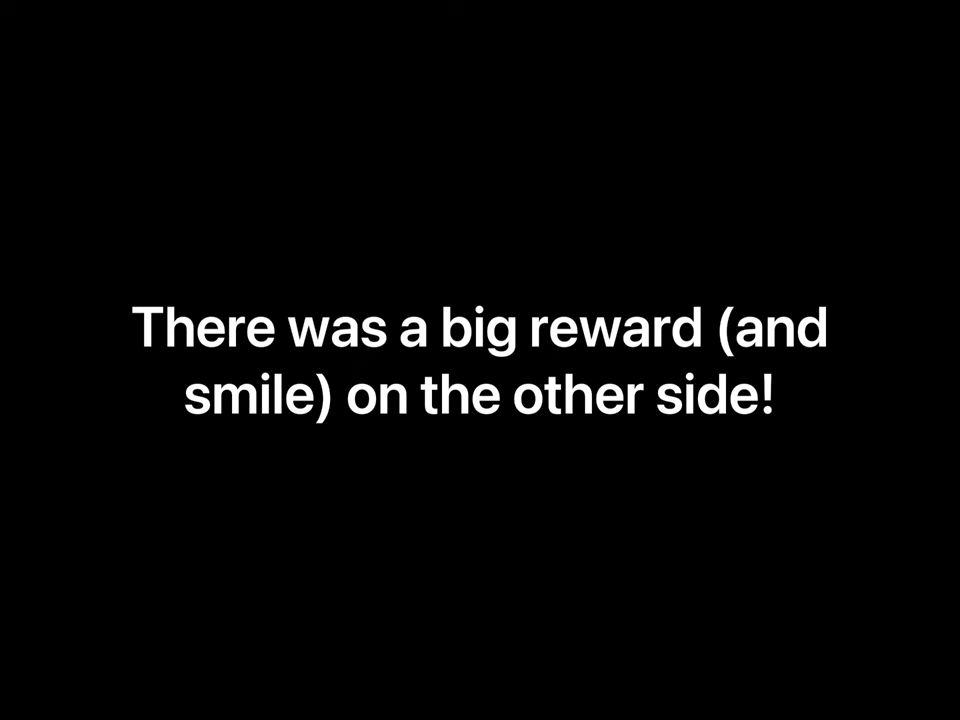 There was a big reward (and
smile) on the other side!